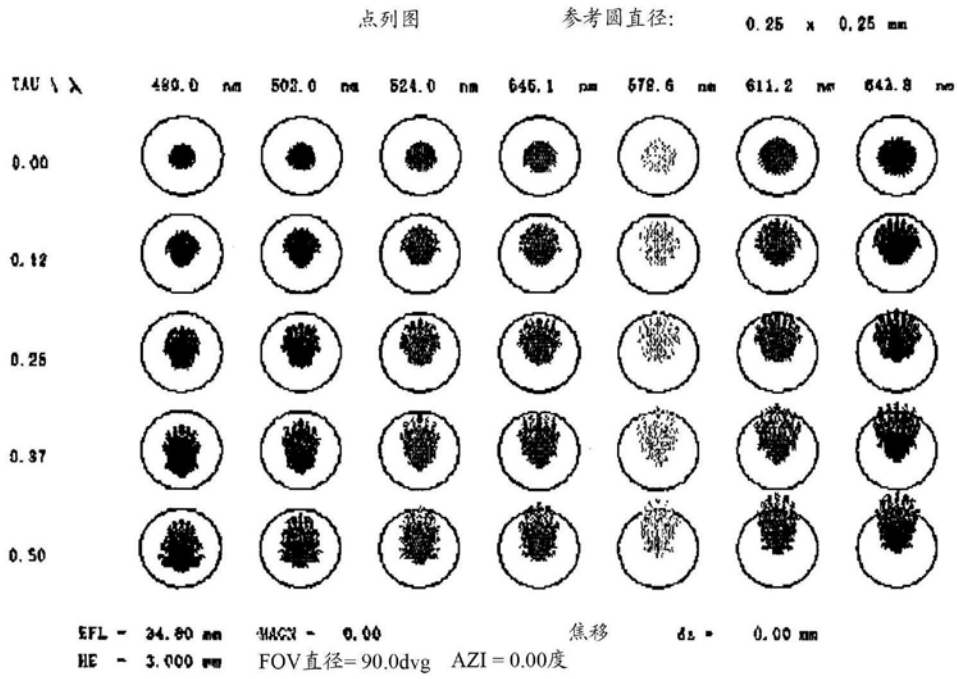 点列图 参考圆直径: 0.25 x 0.25 mm
TAU \ λ 480.0 nm 502.0 nm 524.0 nm 546.1 nm 578.6 nm 611.2 nm 643.8 nm
0.00
0.12
0.25
0.37
0.50
EFL = 34.80 mm MAGN = 0.00 焦移 dz = 0.00 mm
HE = 3.000 mm FOV直径= 90.0dvg AZI = 0.00度